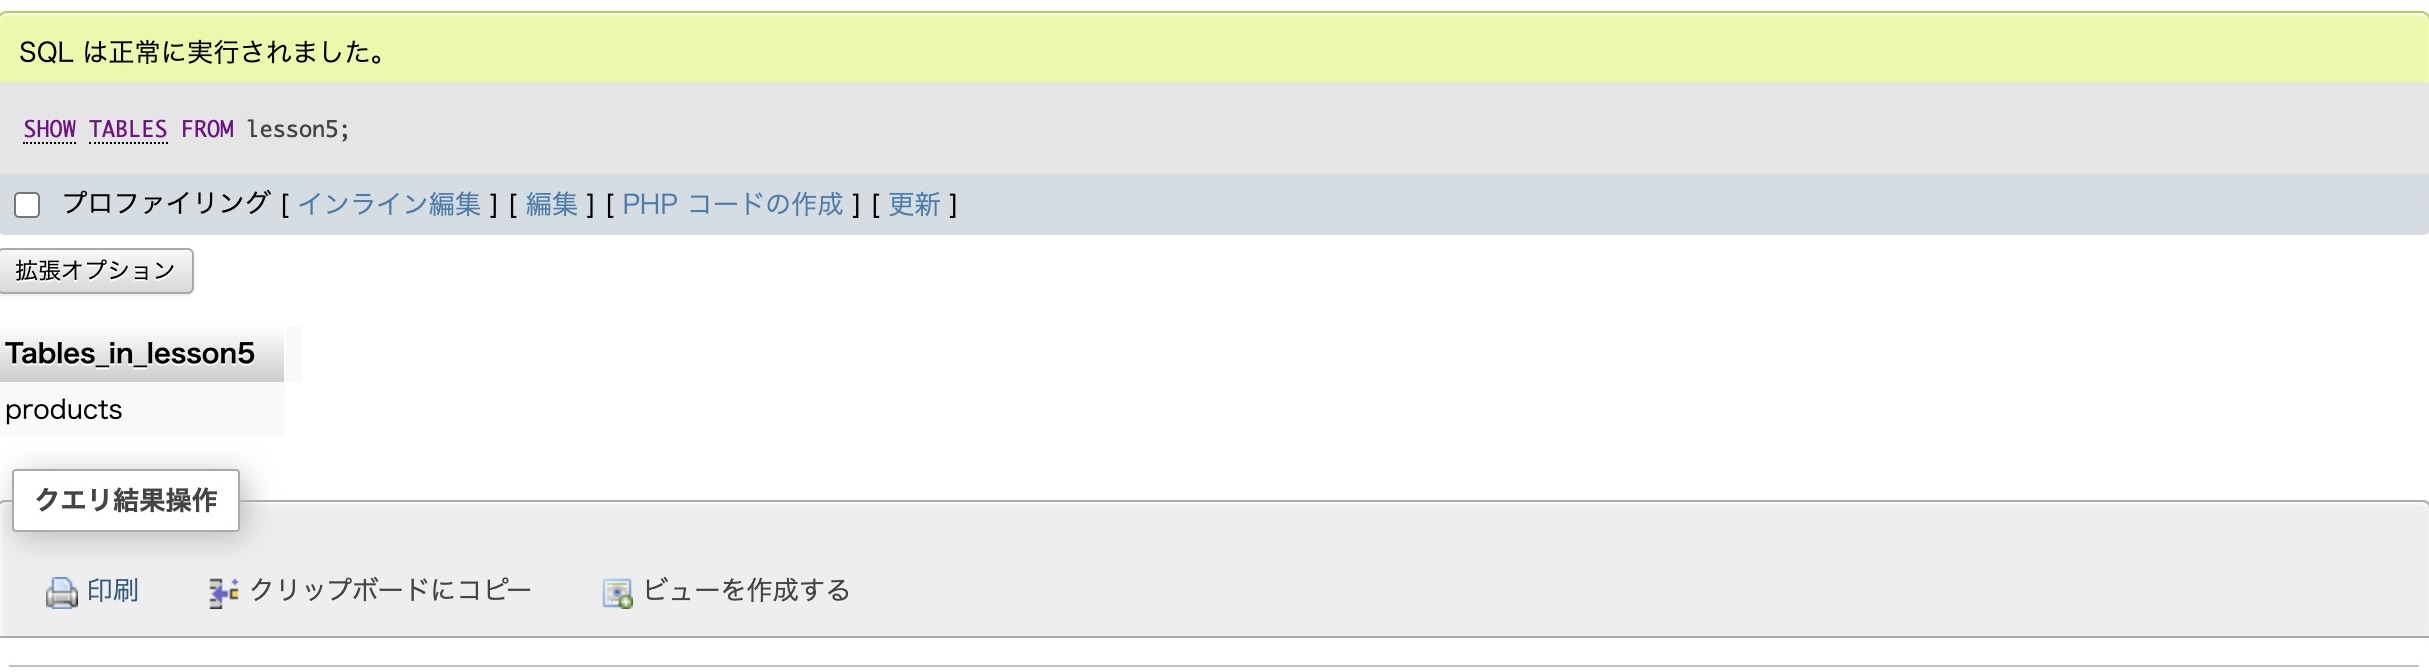 SQL は正常に実行されました。
SHOW TABLES FROM lesson5;
プロファイリング [ インライン編集 ] [ 編集 ] [ PHP コードの作成 ] [ 更新 ]
拡張オプション
Tables_in_lesson5
products
クエリ結果操作
印刷 クリップボードにコピー ビューを作成する